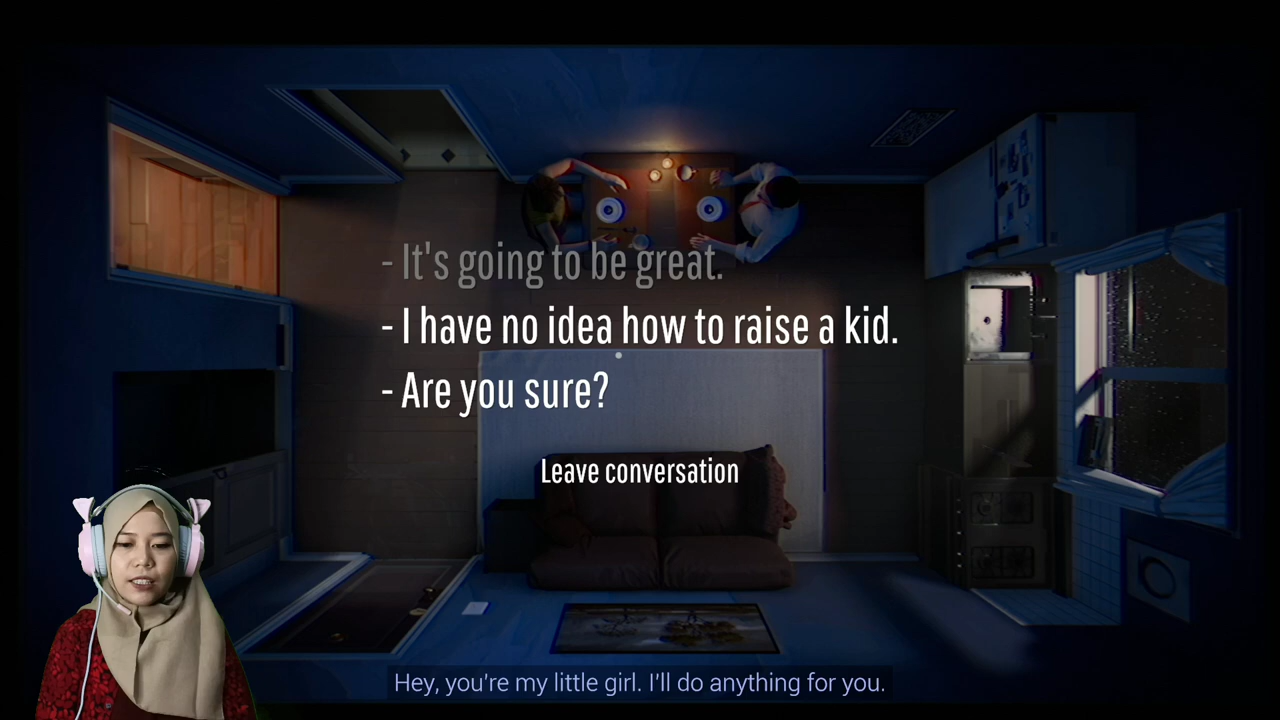 - It's going to be great.
- I have no idea how to raise a kid.
- Are you sure?
Leave conversation
Hey, you're my little girl. I'll do anything for you.